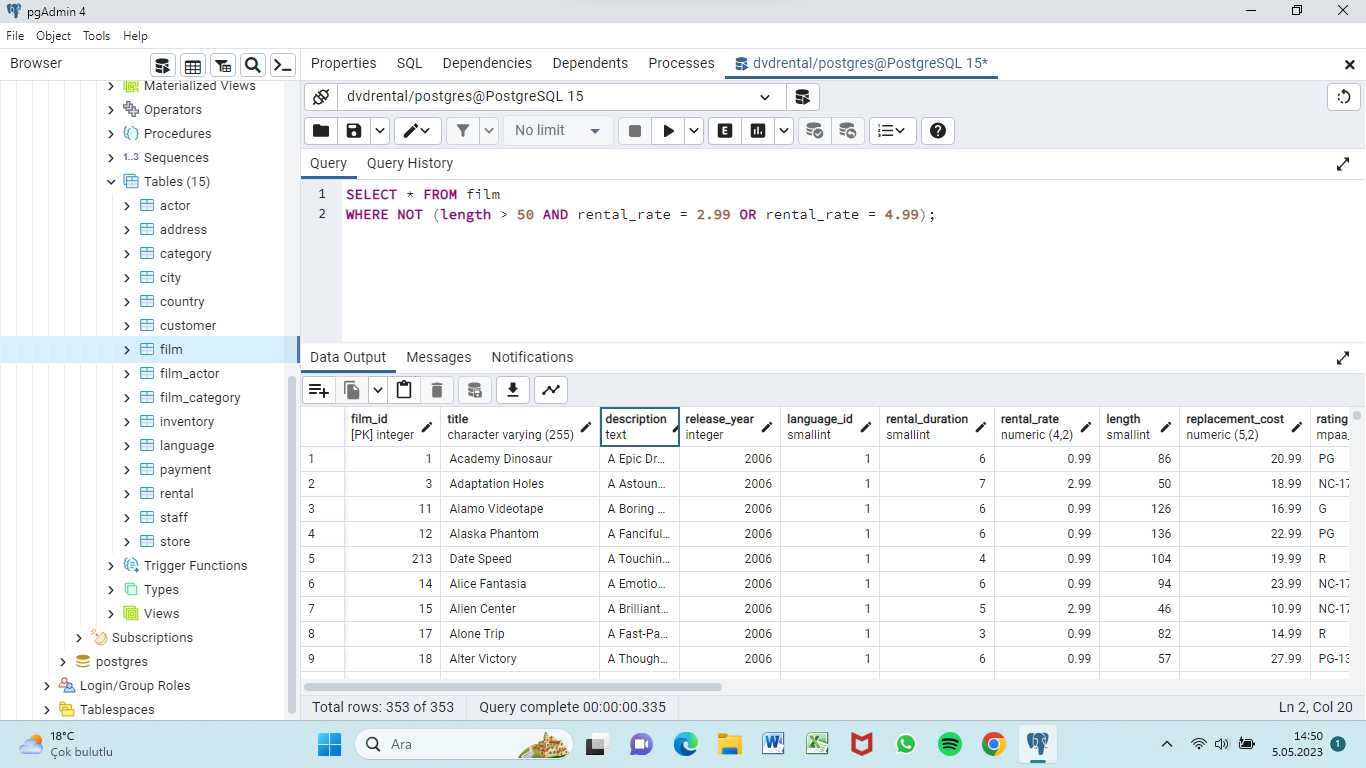 pgAdmin 4
File Object Tools Help
Browser
Properties SQL Dependencies Dependents Processes dvdrental/postgres@PostgreSQL 15*
Materialized Views
Operators
Procedures
1..3 Sequences
Tables (15)
actor
address
category
city
country
customer
film
film_actor
film_category
inventory
language
payment
rental
staff
store
Trigger Functions
Types
Views
Subscriptions
postgres
Login/Group Roles
Tablespaces
dvdrental/postgres@PostgreSQL 15
No limit E
Query Query History
1 SELECT * FROM film
2 WHERE NOT (length > 50 AND rental_rate = 2.99 OR rental_rate = 4.99);
Data Output Messages Notifications
film_id title description release_year language_id rental_duration rental_rate length replacement_cost rating
[PK] integer character varying (255) text integer smallint smallint numeric (4,2) smallint numeric (5,2) mpaa_
1 1 Academy Dinosaur A Epic Dr... 2006 1 6 0.99 86 20.99 PG
2 3 Adaptation Holes A Astoun... 2006 1 7 2.99 50 18.99 NC-17
3 11 Alamo Videotape A Boring ... 2006 1 6 0.99 126 16.99 G
4 12 Alaska Phantom A Fanciful... 2006 1 6 0.99 136 22.99 PG
5 213 Date Speed A Touchin... 2006 1 4 0.99 104 19.99 R
6 14 Alice Fantasia A Emotio... 2006 1 6 0.99 94 23.99 NC-17
7 15 Alien Center A Brilliant... 2006 1 5 2.99 46 10.99 NC-17
8 17 Alone Trip A Fast-Pa... 2006 1 3 0.99 82 14.99 R
9 18 Alter Victory A Though... 2006 1 6 0.99 57 27.99 PG-13
Total rows: 353 of 353 Query complete 00:00:00.335 Ln 2, Col 20
18°C
Çok bulutlu
Ara
14:50
5.05.2023
1